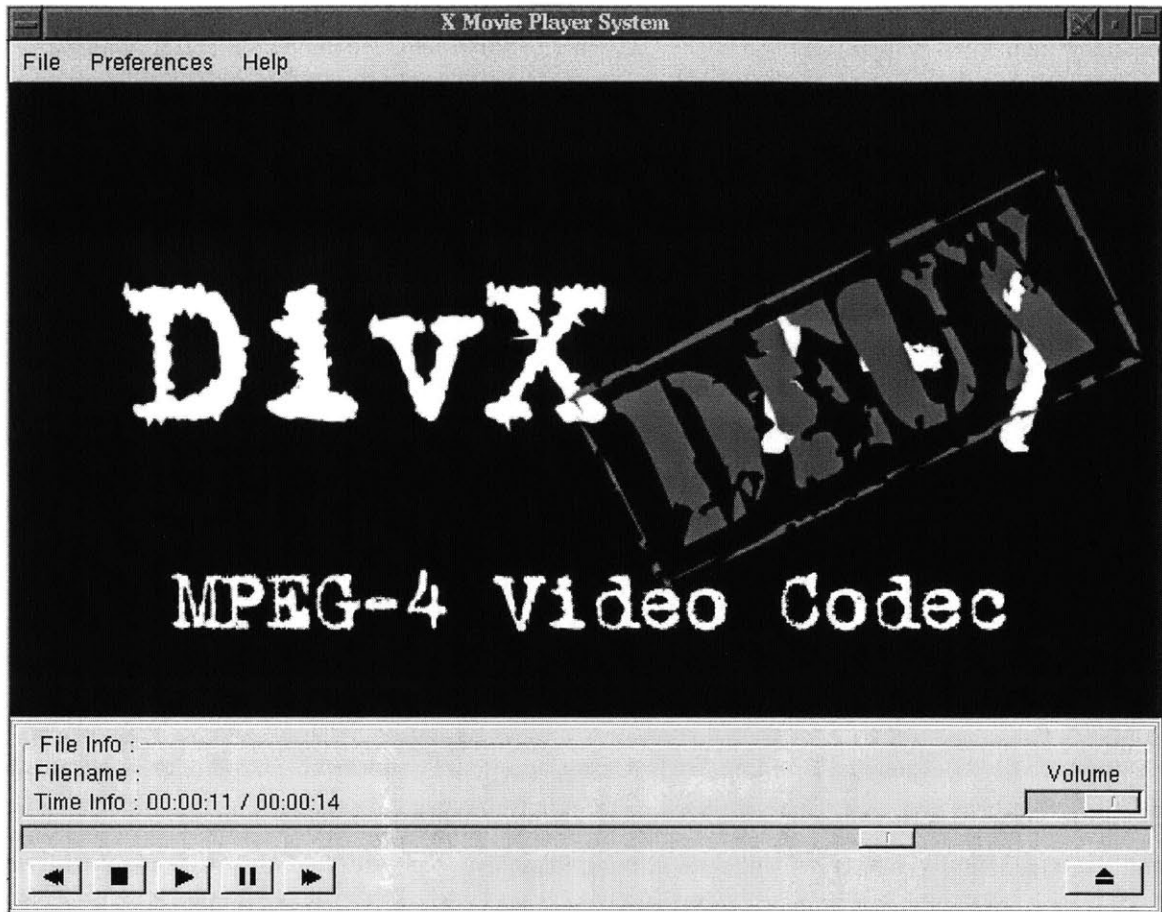 X Movie Player System
File Preferences Help
DivX ;-)
MPEG-4 Video Codec
File Info :
Filename :
Time Info : 00:00:11 / 00:00:14
Volume